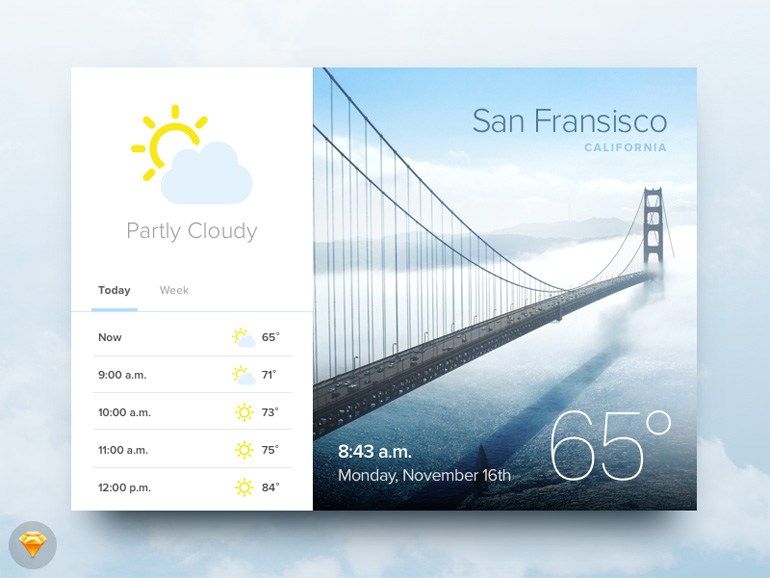 San Fransisco
CALIFORNIA
Partly Cloudy
Today Week
Now 65°
9:00 a.m. 71°
10:00 a.m. 73°
11:00 a.m. 75°
12:00 p.m. 84°
8:43 a.m.
Monday, November 16th
65°